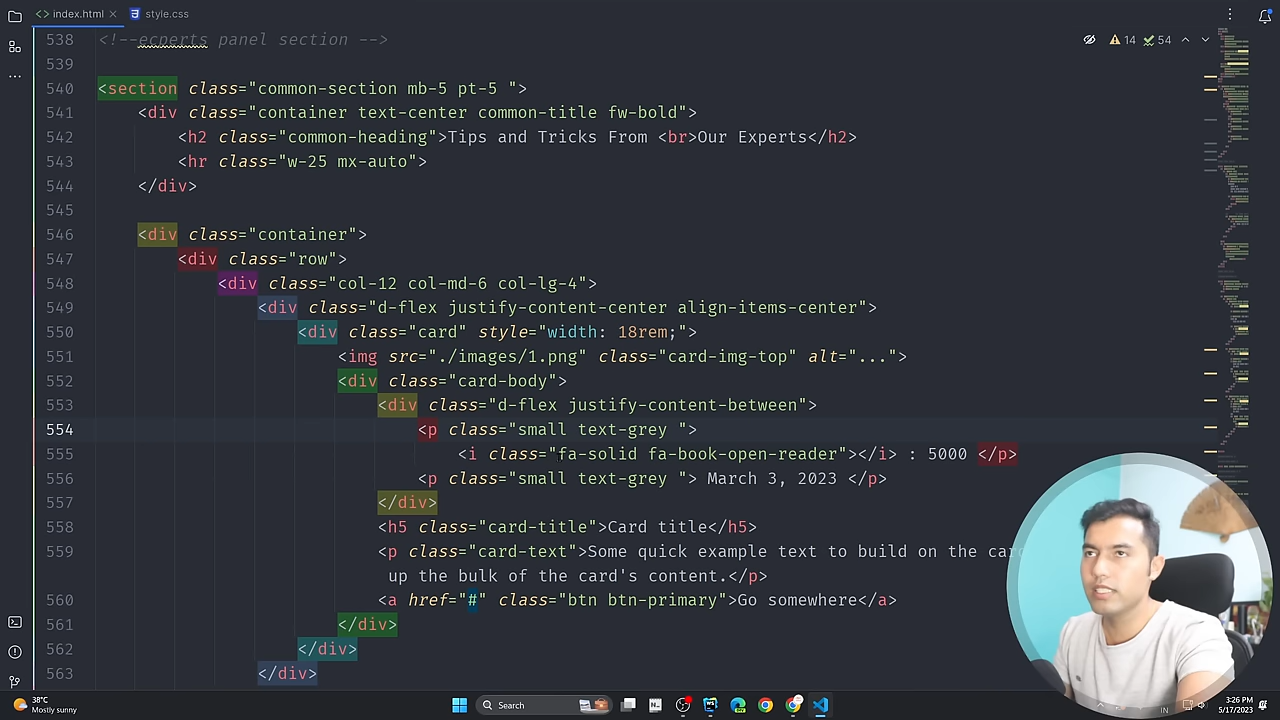 index.html
style.css
538 <!--ecperts panel section -->
14
54
539
540 <section class="common-section mb-5 pt-5 ">
541 <div class="container text-center common-title fw-bold">
542 <h2 class="common-heading">Tips and Tricks from <br>Our Experts</h2>
543 <hr class="w-25 mx-auto">
544 </div>
545
546 <div class="container">
547 <div class="row">
548 <div class="col-12 col-md-6 col- g-4">
549 <div class="d-flex justify-content-center align-items-center">
550 <div class="card" style="width: 18rem;">
551 <img src="./images/ class="card-img-top" alt="...">
552 <div class="card-body">
553 <div class="d-flex justify-content-between">
554 <p class="small text-grey ">
555 <i class="fa-solid fa-book-open-reader"></i> : 5000 </p>
556 <p class="small text-grey "> March 3, 2023 </p>
557 </div>
558 <h5 class="card-title">Card title</h5>
559 <p class="card-text">Some quick example text to build on the card
up the bulk of the card's content.</p>
560 <a href="#" class="btn btn-primary">Go somewhere</a>
561 </div>
562 </div>
563 </div>
38°C
Mostly sunny
Search
IN
3:26 PM
5/17/2023